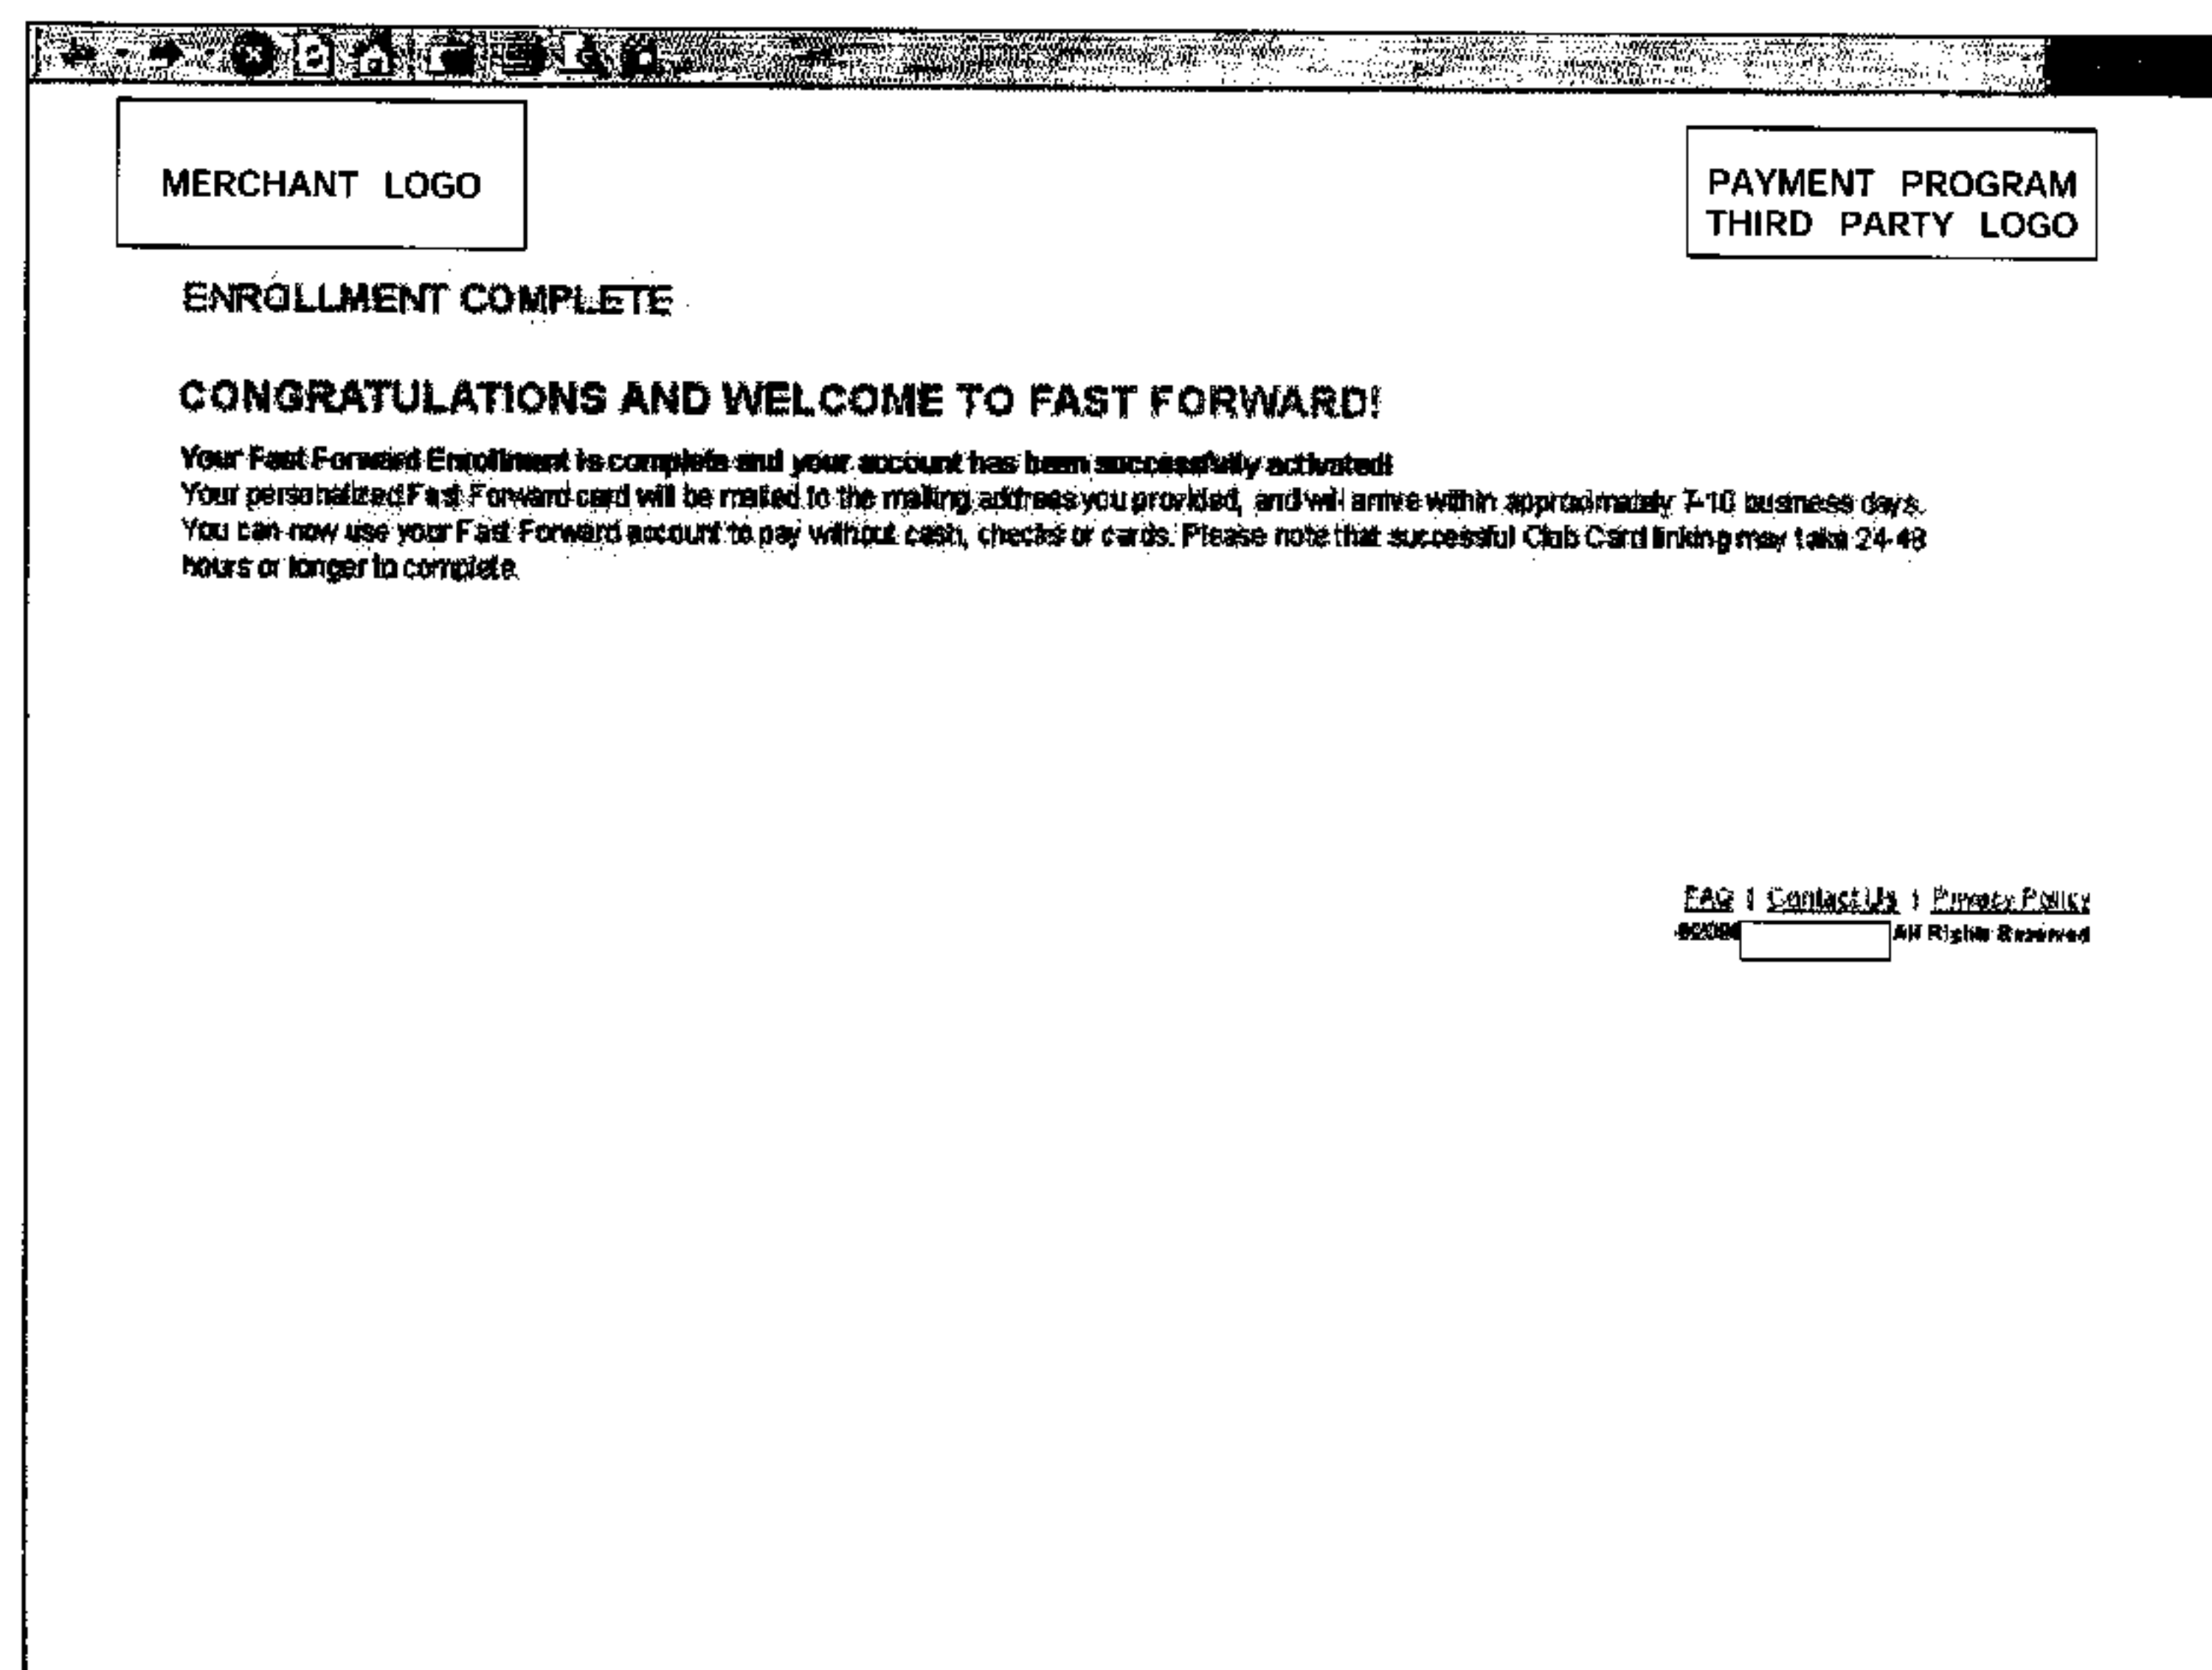 MERCHANT LOGO
PAYMENT PROGRAM
THIRD PARTY LOGO
ENROLLMENT COMPLETE
CONGRATULATIONS AND WELCOME TO FAST FORWARD!
Your Fast Forward Enrollment is complete and your account has been successfully activated!
Your personalized Fast Forward card will be mailed to the mailing address you provided, and will arrive within approximately 7-10 business days.
You can now use your Fast Forward account to pay without cash, checks or cards. Please note that successful Club Card linking may take 24-48
hours or longer to complete.
FAQ | Contact Us | Privacy Policy
All Rights Reserved